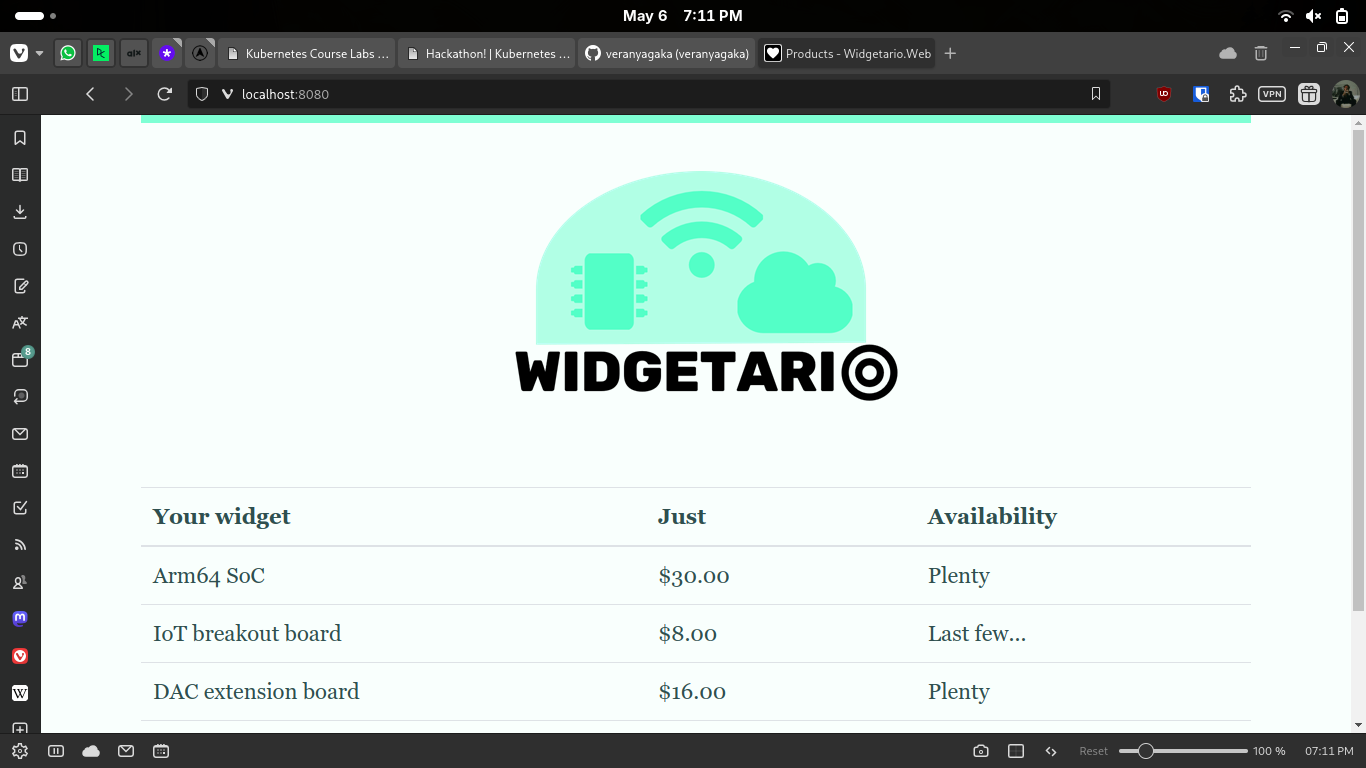 May 6 7:11 PM
alx
Kubernetes Course Labs ...
Hackathon! | Kubernetes ...
veranyagaka (veranyagaka)
Products - Widgetario.Web
localhost:8080
VPN
8
WIDGETARIO
Your widget Just Availability
Arm64 SoC $30.00 Plenty
IoT breakout board $8.00 Last few...
DAC extension board $16.00 Plenty
W
Reset 100 % 07:11 PM